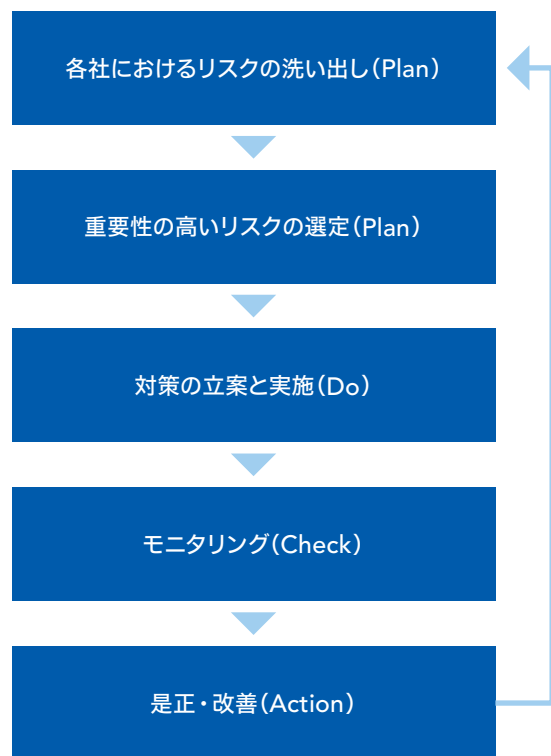 各社におけるリスクの洗い出し(Plan)
重要性の高いリスクの選定(Plan)
対策の立案と実施(Do)
モニタリング(Check)
是正・改善(Action)